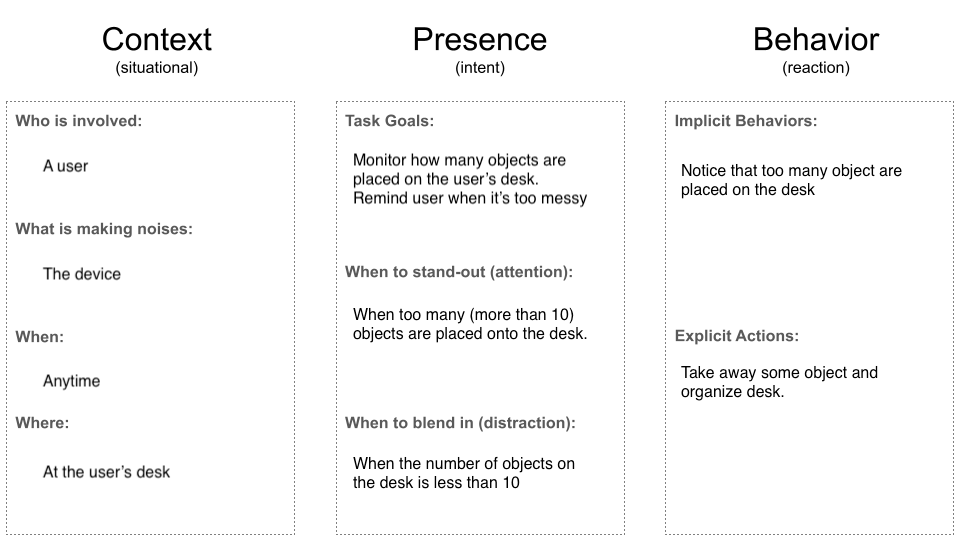 Context
(situational)
Who is involved:
A user
What is making noises:
The device
When:
Anytime
Where:
At the user's desk
Presence
(intent)
Task Goals:
Monitor how many objects are
placed on the user's desk.
Remind user when it's too messy
When to stand-out (attention):
When too many (more than 10)
objects are placed onto the desk.
When to blend in (distraction):
When the number of objects on
the desk is less than 10
Behavior
(reaction)
Implicit Behaviors:
Notice that too many object are
placed on the desk
Explicit Actions:
Take away some object and
organize desk.